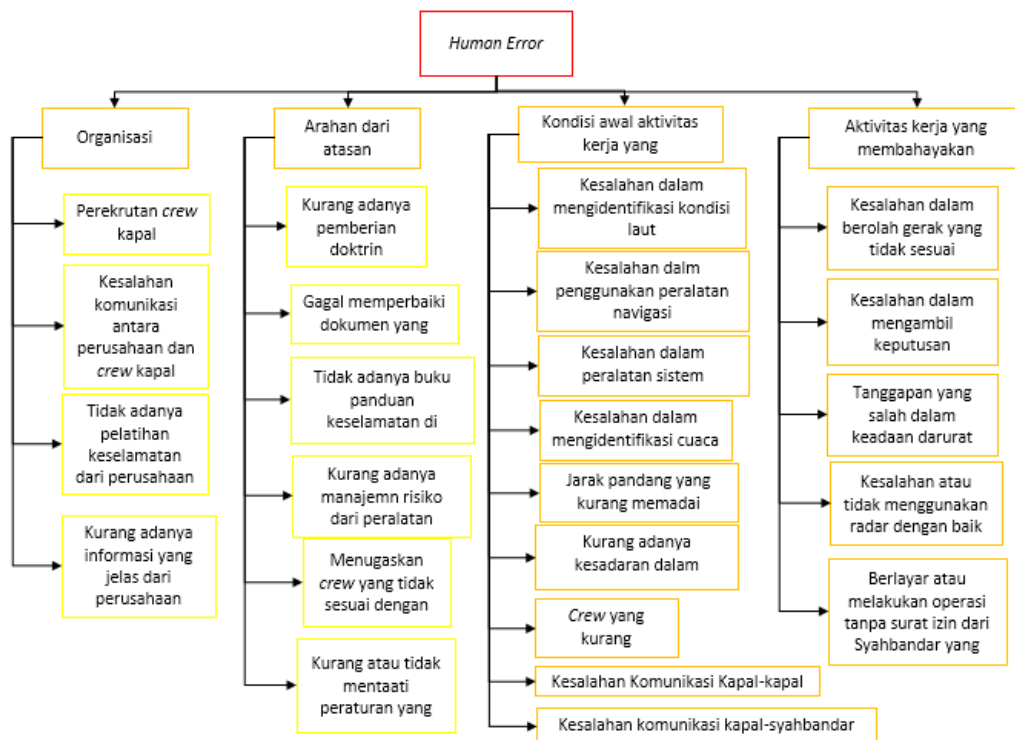 Human Error
Organisasi
Perekrutan crew
kapal
Kesalahan
komunikasi
antara
perusahaan dan
crew kapal
Tidak adanya
pelatihan
keselamatan
dari perusahaan
Kurang adanya
informasi yang
jelas dari
perusahaan
Arahan dari
atasan
Kurang adanya
pemberian
doktrin
Gagal memperbaiki
dokumen yang
Tidak adanya buku
panduan
keselamatan di
Kurang adanya
manajemn risiko
dari peralatan
Menugaskan
crew yang tidak
sesuai dengan
Kurang atau tidak
mentaati
peraturan yang
Kondisi awal aktivitas
kerja yang
Kesalahan dalam
mengidentifikasi kondisi
laut
Kesalahan dalm
penggunakan peralatan
navigasi
Kesalahan dalam
peralatan sistem
Kesalahan dalam
mengidentifikasi cuaca
Jarak pandang yang
kurang memadai
Kurang adanya
kesadaran dalam
Crew yang
kurang
Kesalahan Komunikasi Kapal-kapal
Kesalahan komunikasi kapal-syahbandar
Aktivitas kerja yang
membahayakan
Kesalahan dalam
berolah gerak yang
tidak sesuai
Kesalahan dalam
mengambil
keputusan
Tanggapan yang
salah dalam
keadaan darurat
Kesalahan atau
tidak menggunakan
radar dengan baik
Berlayar atau
melakukan operasi
tanpa surat izin dari
Syahbandar yang